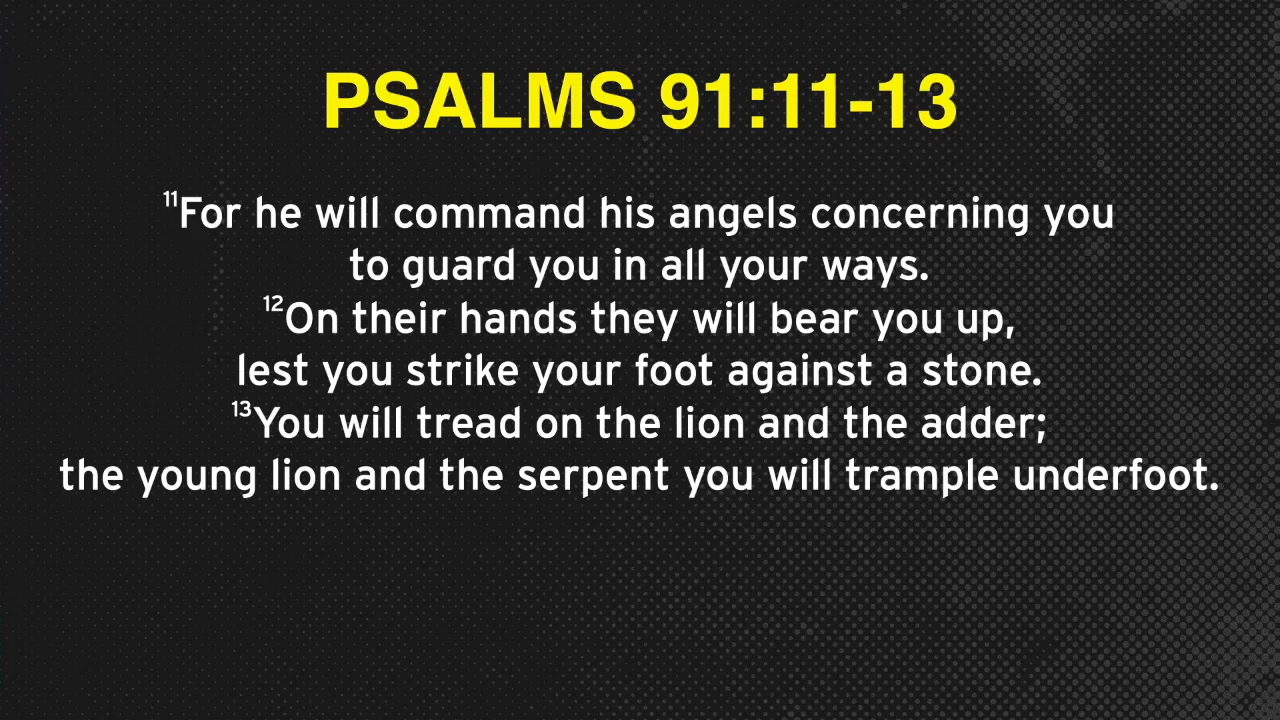 PSALMS 91:11-13
¹¹For he will command his angels concerning you
to guard you in all your ways.
¹²On their hands they will bear you up,
lest you strike your foot against a stone.
¹³You will tread on the lion and the adder;
the young lion and the serpent you will trample underfoot.